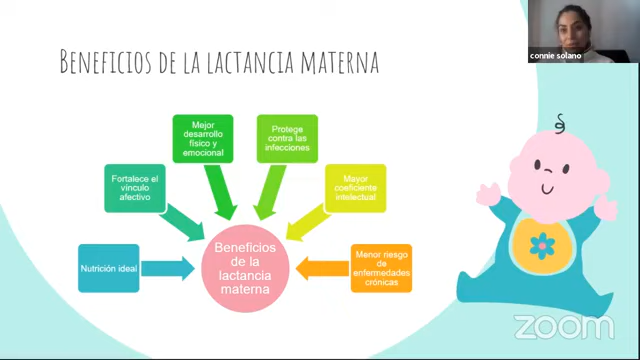 connie solano
BENEFICIOS DE LA LACTANCIA MATERNA
Mejor
desarrollo
físico y
emocional
Protege
contra las
infecciones
Fortalece el
vínculo
afectivo
Mayor
coeficiente
intelectual
Nutrición ideal
Beneficios
de la
lactancia
materna
Menor riesgo
de
enfermedades
crónicas
zoom